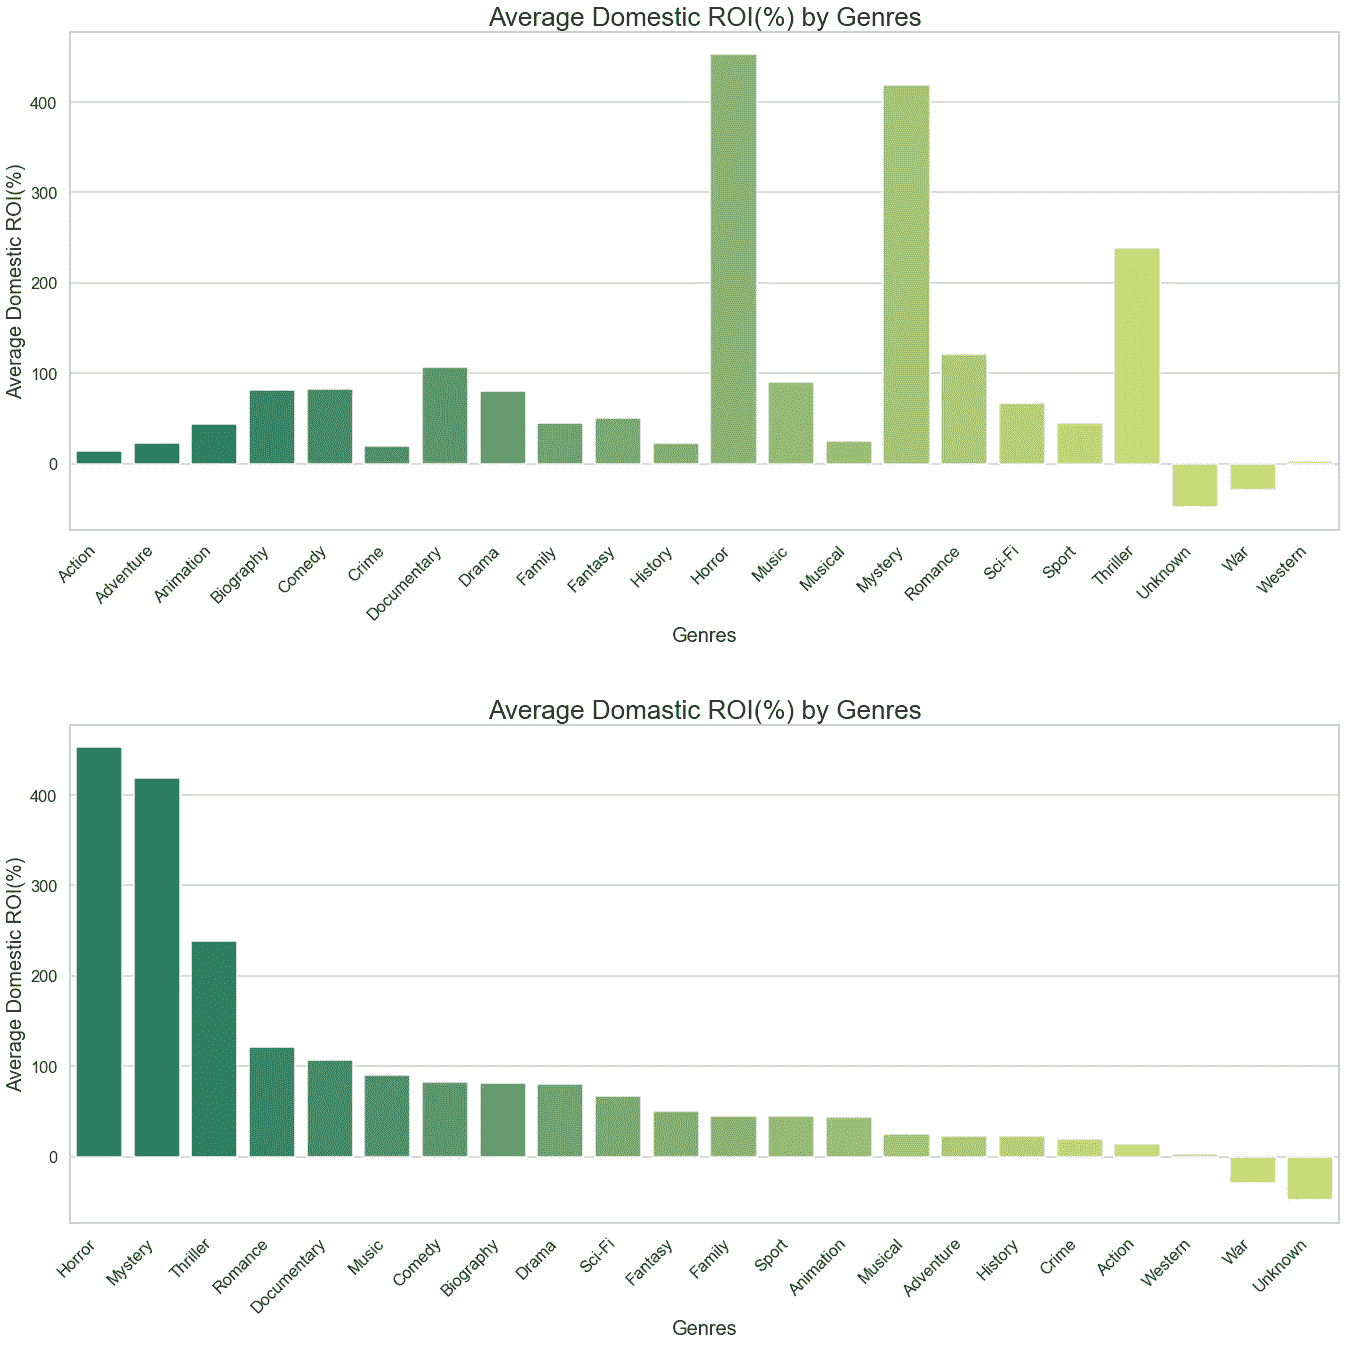 Average Domestic ROI(%) by Genres
Average Domestic ROI(%)
400
300
200
100
0
Action
Adventure
Animation
Biography
Comedy
Crime
Documentary
Drama
Family
Fantasy
History
Horror
Music
Musical
Mystery
Romance
Sci-Fi
Sport
Thriller
Unknown
War
Western
Genres
Average Domastic ROI(%) by Genres
Average Domestic ROI(%)
400
300
200
100
0
Horror
Mystery
Thriller
Romance
Documentary
Music
Comedy
Biography
Drama
Sci-Fi
Fantasy
Family
Sport
Animation
Musical
Adventure
History
Crime
Action
Western
War
Unknown
Genres